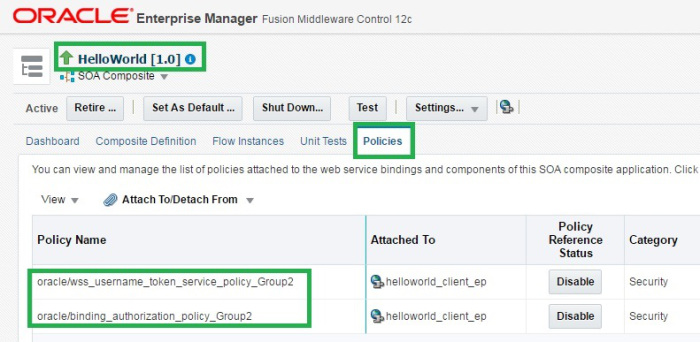 ORACLE Enterprise Manager Fusion Middleware Control 12c
HelloWorld [1.0]
SOA Composite
Active Retire ... Set As Default ... Shut Down... Test Settings...
Dashboard Composite Definition Flow Instances Unit Tests Policies
You can view and manage the list of policies attached to the web service bindings and components of this SOA composite application. Click
View Attach To/Detach From
Policy Name Attached To Policy Reference Status Category
oracle/wss_username_token_service_policy_Group2 helloworld_client_ep Disable Security
oracle/binding_authorization_policy_Group2 helloworld_client_ep Disable Security